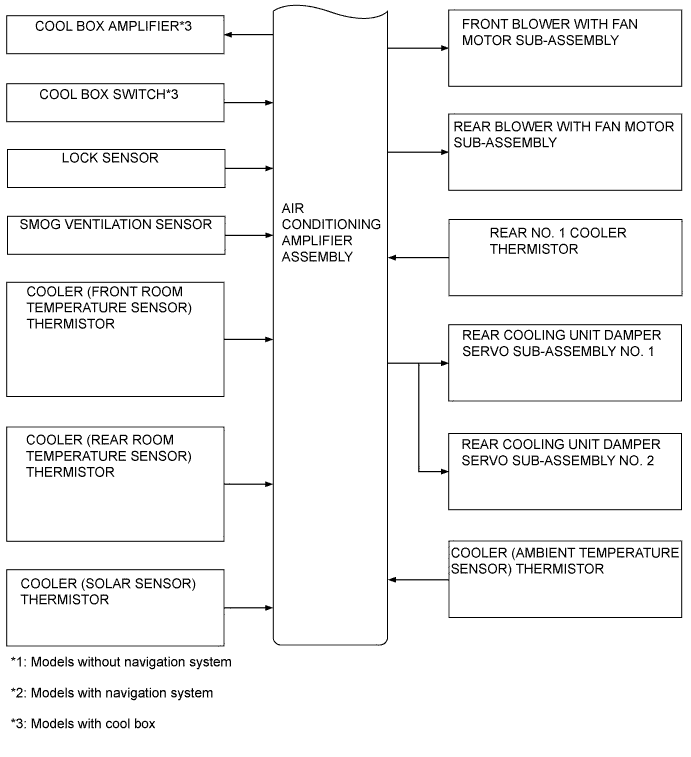 COOL BOX AMPLIFIER*3
COOL BOX SWITCH*3
LOCK SENSOR
SMOG VENTILATION SENSOR
COOLER (FRONT ROOM
TEMPERATURE SENSOR)
THERMISTOR
COOLER (REAR ROOM
TEMPERATURE SENSOR)
THERMISTOR
COOLER (SOLAR SENSOR)
THERMISTOR
AIR
CONDITIONING
AMPLIFIER
ASSEMBLY
FRONT BLOWER WITH FAN
MOTOR SUB-ASSEMBLY
REAR BLOWER WITH FAN MOTOR
SUB-ASSEMBLY
REAR NO. 1 COOLER
THERMISTOR
REAR COOLING UNIT DAMPER
SERVO SUB-ASSEMBLY NO. 1
REAR COOLING UNIT DAMPER
SERVO SUB-ASSEMBLY NO. 2
COOLER (AMBIENT TEMPERATURE
SENSOR) THERMISTOR
*1: Models without navigation system
*2: Models with navigation system
*3: Models with cool box